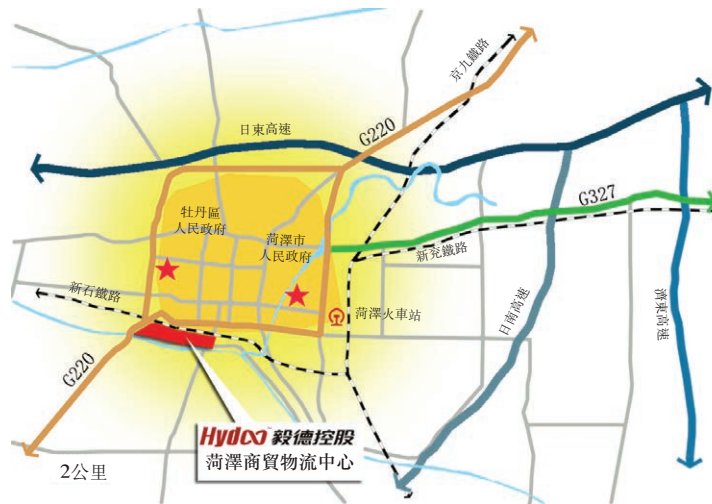 京九鐵路
G220
日東高速
G327
牡丹區
人民政府
菏澤市
人民政府
新兖鐵路
新石鐵路
菏澤火車站
日南高速
濟東高速
G220
Hydoo 毅德控股
菏澤商貿物流中心
2公里